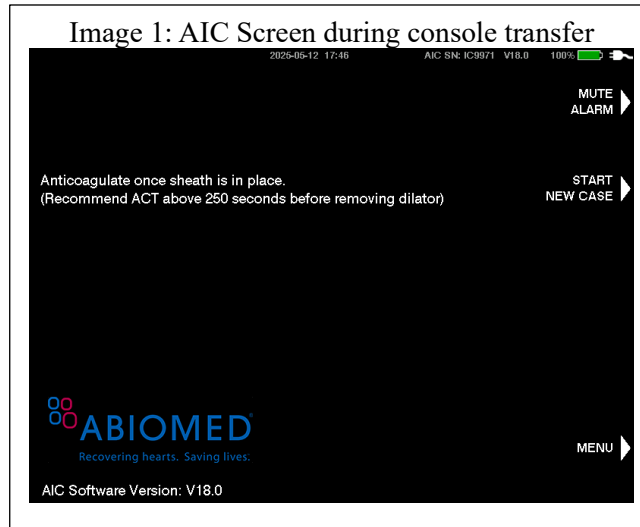 Image 1: AIC Screen during console transfer
2025-05-12 17:46 AIC SN: IC9971 V18.0 100%
MUTE
ALARM
Anticoagulate once sheath is in place.
(Recommend ACT above 250 seconds before removing dilator)
START
NEW CASE
ABIOMED
Recovering hearts. Saving lives.
MENU
AIC Software Version: V18.0